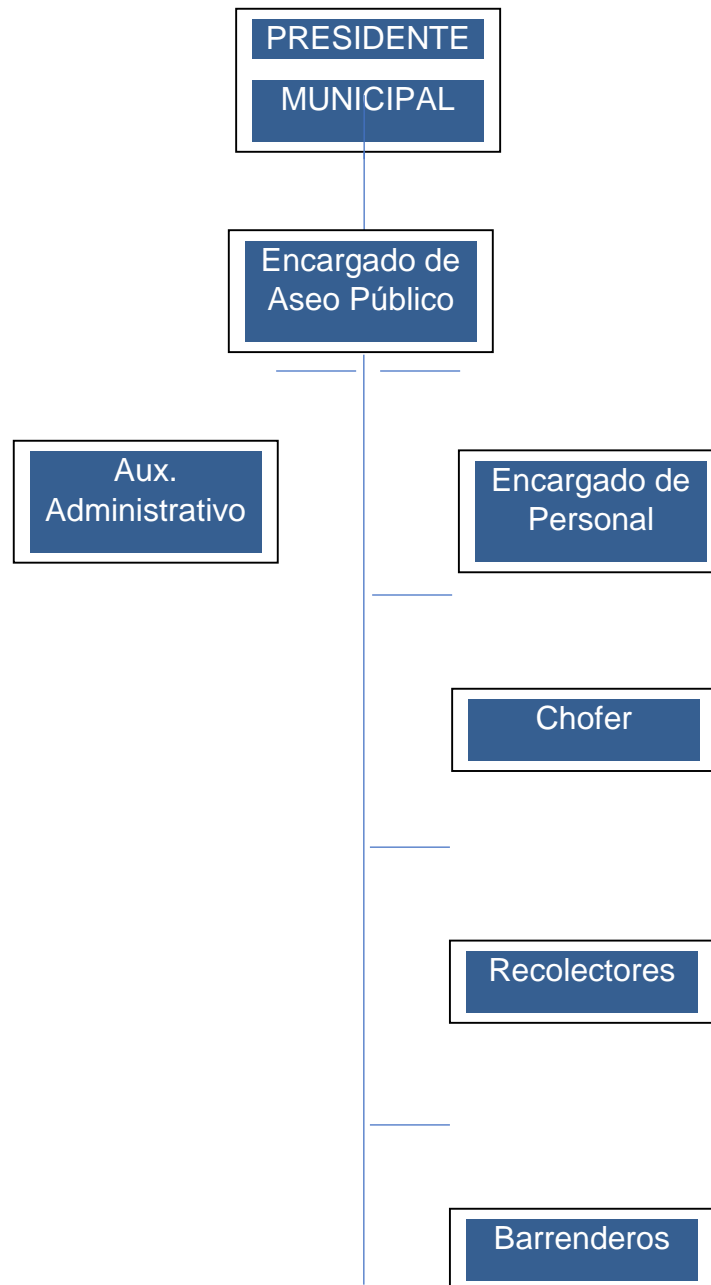 PRESIDENTE
MUNICIPAL
Encargado de
Aseo Público
Aux.
Administrativo
Encargado de
Personal
Chofer
Recolectores
Barrenderos